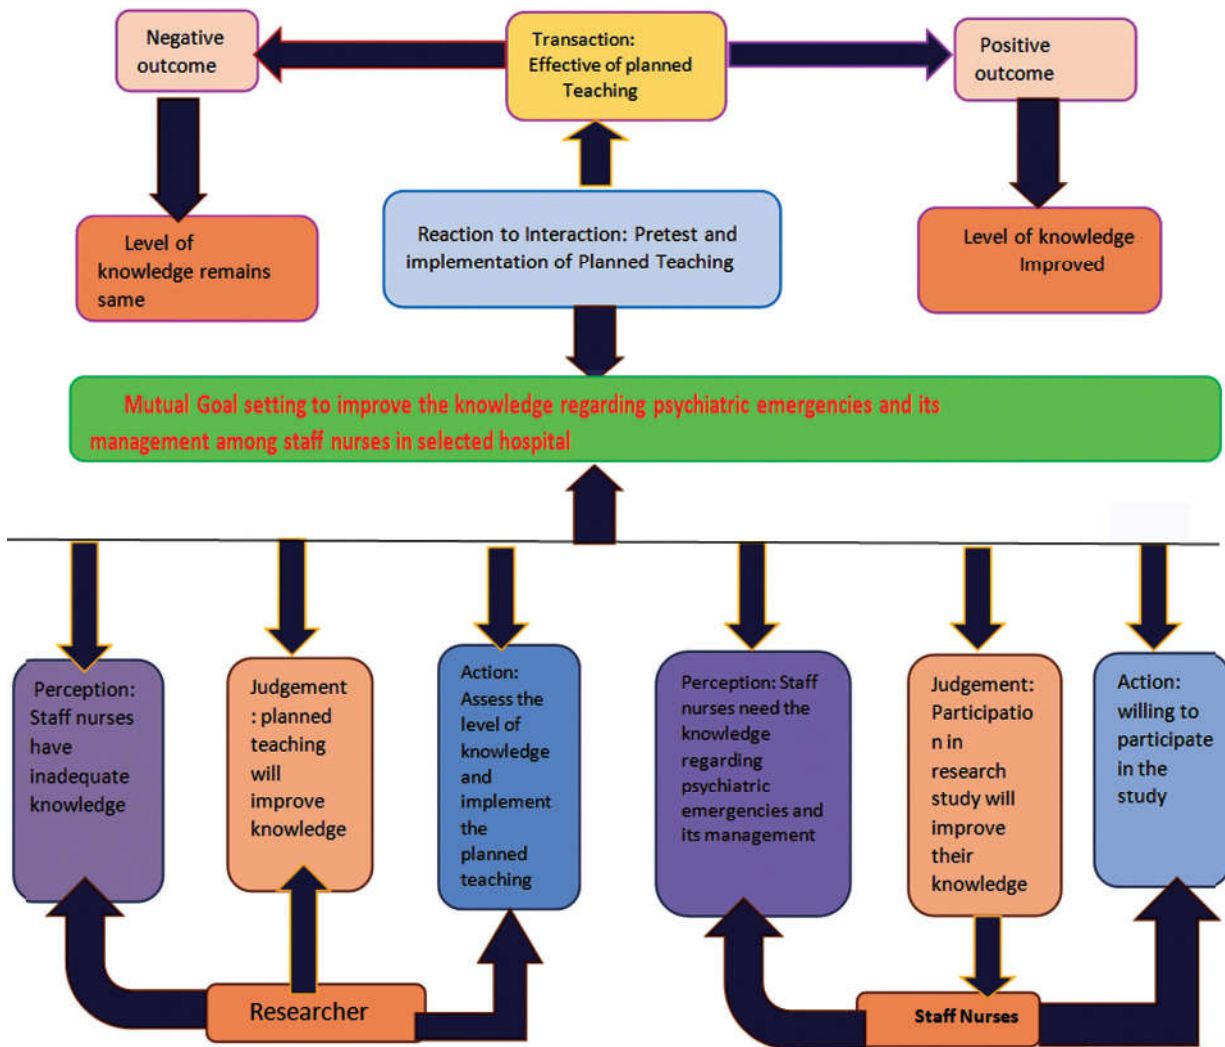 Negative
outcome
Transaction:
Effective of planned
Teaching
Positive
outcome
Level of
knowledge remains
same
Reaction to Interaction: Pretest and
implementation of Planned Teaching
Level of knowledge
Improved
Mutual Goal setting to improve the knowledge regarding psychiatric emergencies and its
management among staff nurses in selected hospital
Perception:
Staff nurses
have
inadequate
knowledge
Judgement
: planned
teaching
will
improve
knowledge
Action:
Assess the
level of
knowledge
and
implement
the
planned
teaching
Perception: Staff
nurses need the
knowledge
regarding
psychiatric
emergencies and
its management
Judgement:
Participatio
n in
research
study will
improve
their
knowledge
Action:
willing to
participate
in the
study
Researcher
Staff Nurses